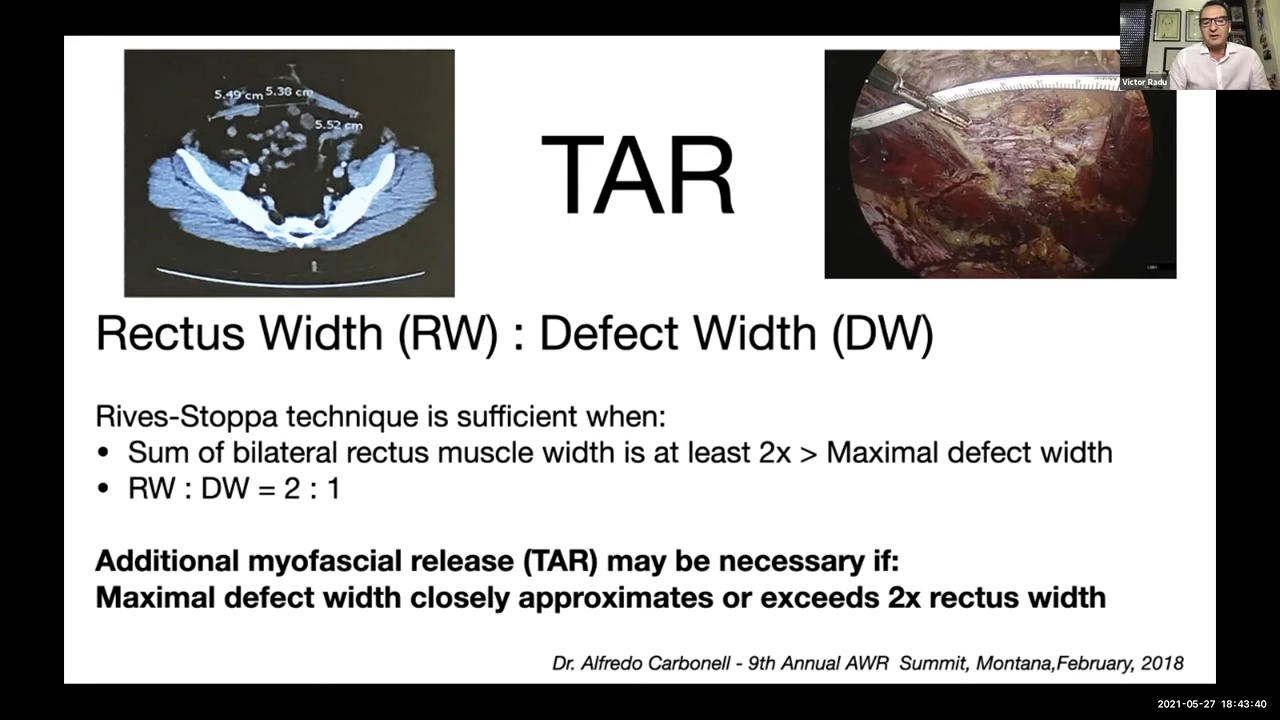 5.49 cm
5.38 cm
5.52 cm
TAR
Victor Radu
Rectus Width (RW) : Defect Width (DW)
Rives-Stoppa technique is sufficient when:
• Sum of bilateral rectus muscle width is at least 2x > Maximal defect width
• RW : DW = 2 : 1
Additional myofascial release (TAR) may be necessary if:
Maximal defect width closely approximates or exceeds 2x rectus width
Dr. Alfredo Carbonell - 9th Annual AWR Summit, Montana,February, 2018
2021-05-27 18:43:40